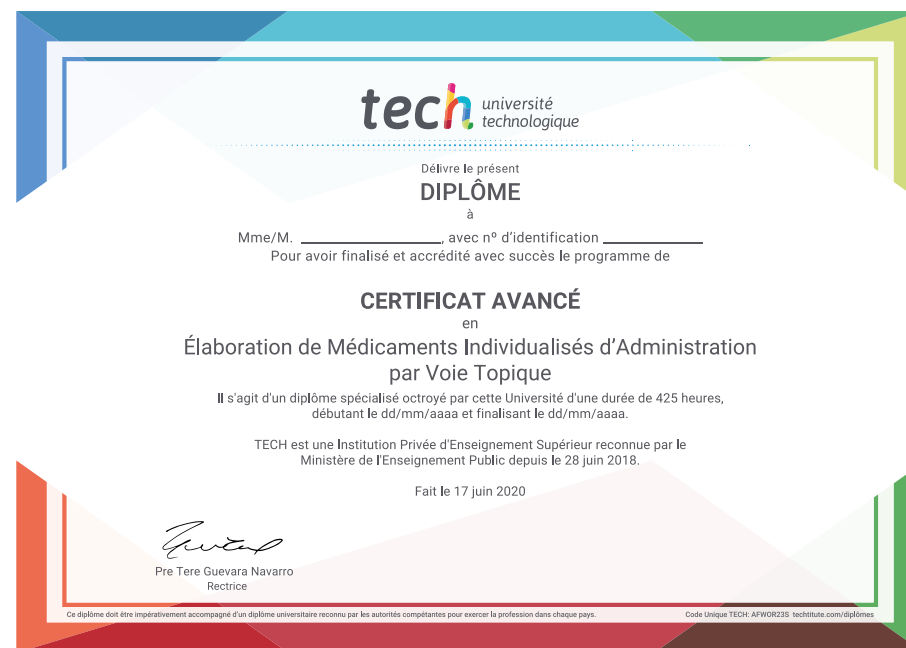 tech université
technologique
Délivre le présent
DIPLÔME
à
Mme/M. ____________________, avec nº d'identification ______________
Pour avoir finalisé et accrédité avec succès le programme de
CERTIFICAT AVANCÉ
en
Élaboration de Médicaments Individualisés d'Administration
par Voie Topique
Il s'agit d'un diplôme spécialisé octroyé par cette Université d'une durée de 425 heures,
débutant le dd/mm/aaaa et finalisant le dd/mm/aaaa.
TECH est une Institution Privée d'Enseignement Supérieur reconnue par le
Ministère de l'Enseignement Public depuis le 28 juin 2018.
Fait le 17 juin 2020
Pre Tere Guevara Navarro
Rectrice
Ce diplôme doit être impérativement accompagné d'un diplôme universitaire reconnu par les autorités compétantes pour exercer la profession dans chaque pays.
Code Unique TECH: AFWOR23S techtitute.com/diplômes